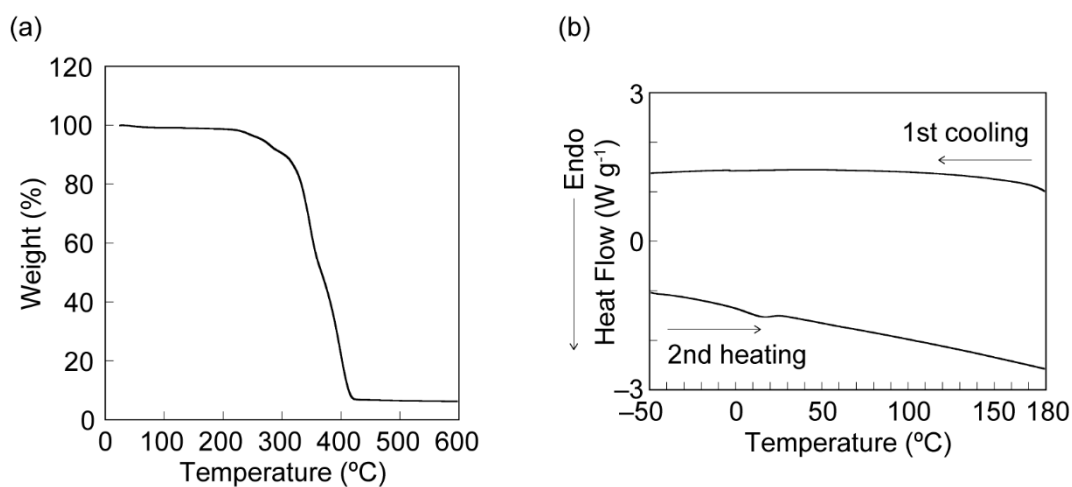 (a)
120
100
80
60
40
20
0
Weight (%)
0 100 200 300 400 500 600
Temperature (ºC)
(b)
Endo
Heat Flow (W g⁻¹)
3
0
–3
1st cooling
2nd heating
–50 0 50 100 150 180
Temperature (ºC)